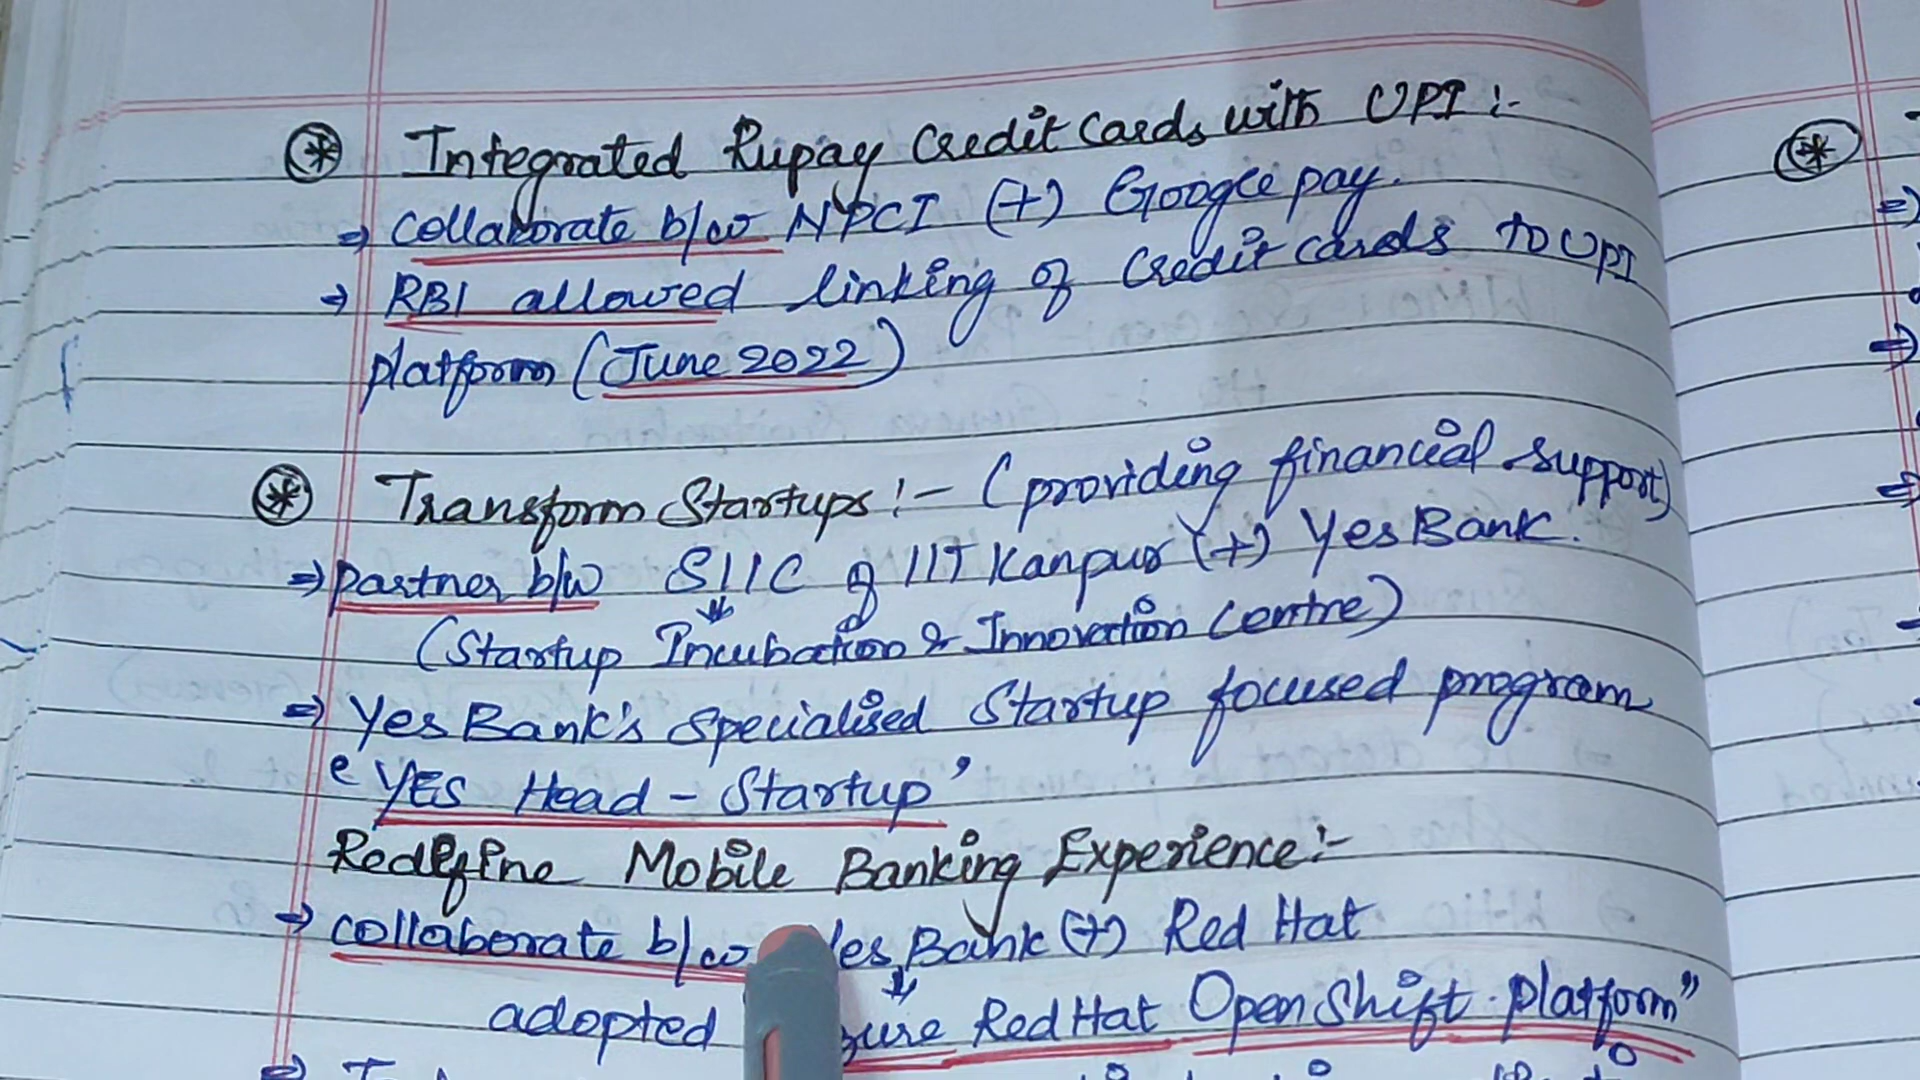 ⊛ Integrated Rupay Credit Cards with UPI :-
⇒ Collaborate b/w NPCI (+) Google pay.
⇒ RBI allowed linking of Credit cards to UPI
platform (June 2022)
⊛ Transform Startups :- (providing financial support)
⇒ partner b/w SIIC of IIT Kanpur (+) Yes Bank.
(Startup Incubation & Innovation Centre)
⇒ Yes Bank's specialised Startup focused program
'YES Head - Startup'
Redefine Mobile Banking Experience :-
⇒ collaborate b/w Yes Bank (+) Red Hat
adopted Red Hat OpenShift platform"